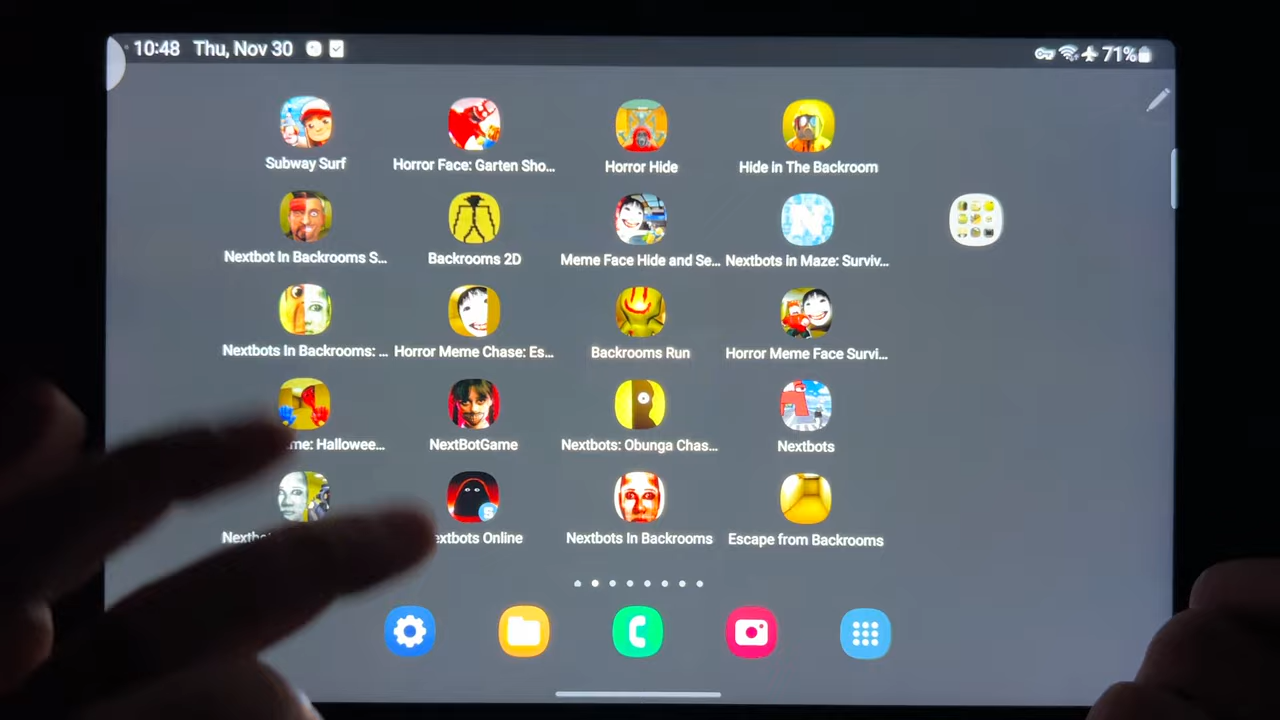 10:48 Thu, Nov 30 71%
Subway Surf Horror Face: Garten Sho... Horror Hide Hide in The Backroom
Nextbot In Backrooms S... Backrooms 2D Meme Face Hide and Se... Nextbots in Maze: Surviv...
Nextbots In Backrooms: ... Horror Meme Chase: Es... Backrooms Run Horror Meme Face Survi...
me: Hallowee... NextBotGame Nextbots: Obunga Chas... Nextbots
extbots Online Nextbots In Backrooms Escape from Backrooms